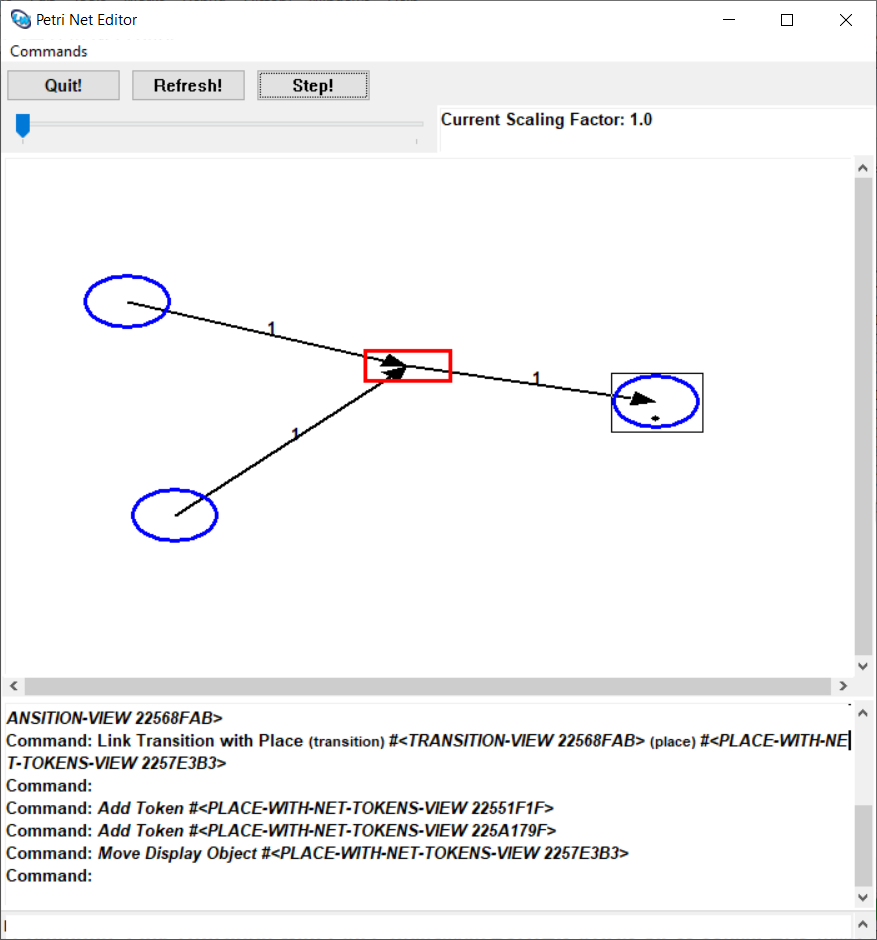 Petri Net Editor
Commands
Quit! Refresh! Step!
Current Scaling Factor: 1.0
1
1
1
ANSITION-VIEW 22568FAB>
Command: Link Transition with Place (transition) #<TRANSITION-VIEW 22568FAB> (place) #<PLACE-WITH-NE
T-TOKENS-VIEW 2257E3B3>
Command:
Command: Add Token #<PLACE-WITH-NET-TOKENS-VIEW 22551F1F>
Command: Add Token #<PLACE-WITH-NET-TOKENS-VIEW 225A179F>
Command: Move Display Object #<PLACE-WITH-NET-TOKENS-VIEW 2257E3B3>
Command: